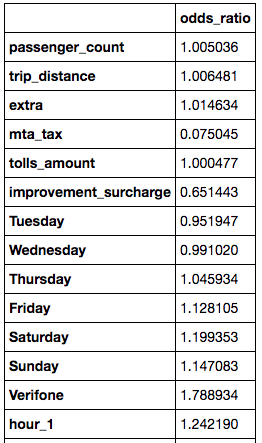 odds_ratio
passenger_count 1.005036
trip_distance 1.006481
extra 1.014634
mta_tax 0.075045
tolls_amount 1.000477
improvement_surcharge 0.651443
Tuesday 0.951947
Wednesday 0.991020
Thursday 1.045934
Friday 1.128105
Saturday 1.199353
Sunday 1.147083
Verifone 1.788934
hour_1 1.242190